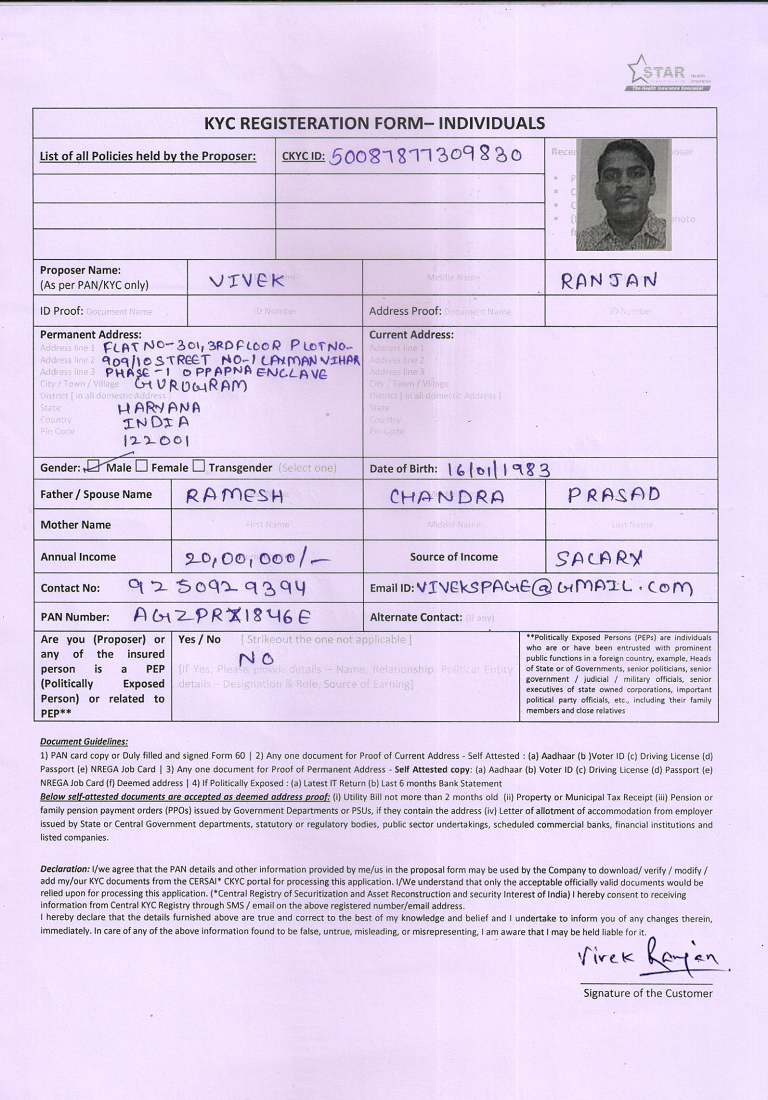 STAR Health Insurance
The Health Insurance Specialist
KYC REGISTERATION FORM– INDIVIDUALS
List of all Policies held by the Proposer: CKYC ID: 50087877309830
Proposer Name: VIVEK Middle Name RANJAN
(As per PAN/KYC only)
ID Proof: Document Name ID Number Address Proof: Document Name ID Number
Permanent Address: Current Address:
Address line 1 FLAT NO-301, 3RD FLOOR PLOT NO- Address line 1
Address line 2 909/10 STREET NO-1 LAXMAN VIHAR Address line 2
Address line 3 PHASE-1 OPP APNA ENCLAVE Address line 3
City / Town / Village GURUGRAM City / Town / Village
District [ in all domestic Address ] District [ in all domestic Address ]
State HARYANA State
Country INDIA Country
Pin Code 122001 Pin Code
Gender: Male Female Transgender (Select one) Date of Birth: 16/01/1983
Father / Spouse Name RAMESH CHANDRA PRASAD
Mother Name First Name Middle Name Last Name
Annual Income 20,00,000/- Source of Income SALARY
Contact No: 9250929394 Email ID: VIVEKSPAGE@GMAIL.COM
PAN Number: AGZPR1846E Alternate Contact: (if any)
Are you (Proposer) or any of the insured person is a PEP (Politically Exposed Person) or related to PEP**
Yes / No [ Strikeout the one not applicable ]
NO
[If Yes, Please provide details – Name, Relationship, Political Entity
details – Designation & Role, Source of Earning]
**Politically Exposed Persons (PEPs) are individuals
who are or have been entrusted with prominent
public functions in a foreign country, example, Heads
of State or of Governments, senior politicians, senior
government / judicial / military officials, senior
executives of state owned corporations, important
political party officials, etc., including their family
members and close relatives
Document Guidelines:
1) PAN card copy or Duly filled and signed Form 60 | 2) Any one document for Proof of Current Address - Self Attested : (a) Aadhaar (b )Voter ID (c) Driving License (d)
Passport (e) NREGA Job Card | 3) Any one document for Proof of Permanent Address - Self Attested copy: (a) Aadhaar (b) Voter ID (c) Driving License (d) Passport (e)
NREGA Job Card (f) Deemed address | 4) If Politically Exposed : (a) Latest IT Return (b) Last 6 months Bank Statement
Below self-attested documents are accepted as deemed address proof: (i) Utility Bill not more than 2 months old (ii) Property or Municipal Tax Receipt (iii) Pension or
family pension payment orders (PPOs) issued by Government Departments or PSUs, if they contain the address (iv) Letter of allotment of accommodation from employer
issued by State or Central Government departments, statutory or regulatory bodies, public sector undertakings, scheduled commercial banks, financial institutions and
listed companies.
Declaration: I/we agree that the PAN details and other information provided by me/us in the proposal form may be used by the Company to download/ verify / modify /
add my/our KYC documents from the CERSAI* CKYC portal for processing this application. I/We understand that only the acceptable officially valid documents would be
relied upon for processing this application. (*Central Registry of Securitization and Asset Reconstruction and security Interest of India) I hereby consent to receiving
information from Central KYC Registry through SMS / email on the above registered number/email address.
I hereby declare that the details furnished above are true and correct to the best of my knowledge and belief and I undertake to inform you of any changes therein,
immediately. In care of any of the above information found to be false, untrue, misleading, or misrepresenting, I am aware that I may be held liable for it.
Vivek Ranjan
Signature of the Customer